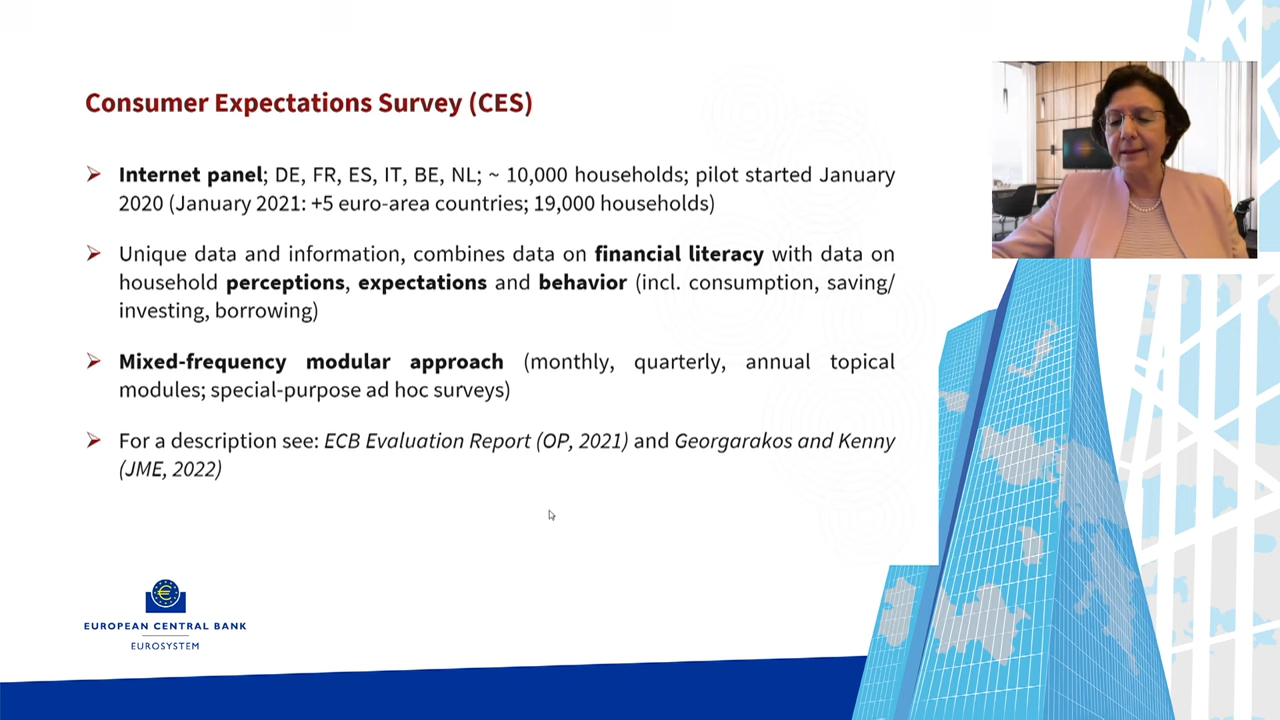 Consumer Expectations Survey (CES)
Internet panel; DE, FR, ES, IT, BE, NL; ~ 10,000 households; pilot started January
2020 (January 2021: +5 euro-area countries; 19,000 households)
Unique data and information, combines data on financial literacy with data on
household perceptions, expectations and behavior (incl. consumption, saving/
investing, borrowing)
Mixed-frequency modular approach (monthly, quarterly, annual topical
modules; special-purpose ad hoc surveys)
For a description see: ECB Evaluation Report (OP, 2021) and Georgarakos and Kenny
(JME, 2022)
EUROPEAN CENTRAL BANK
EUROSYSTEM